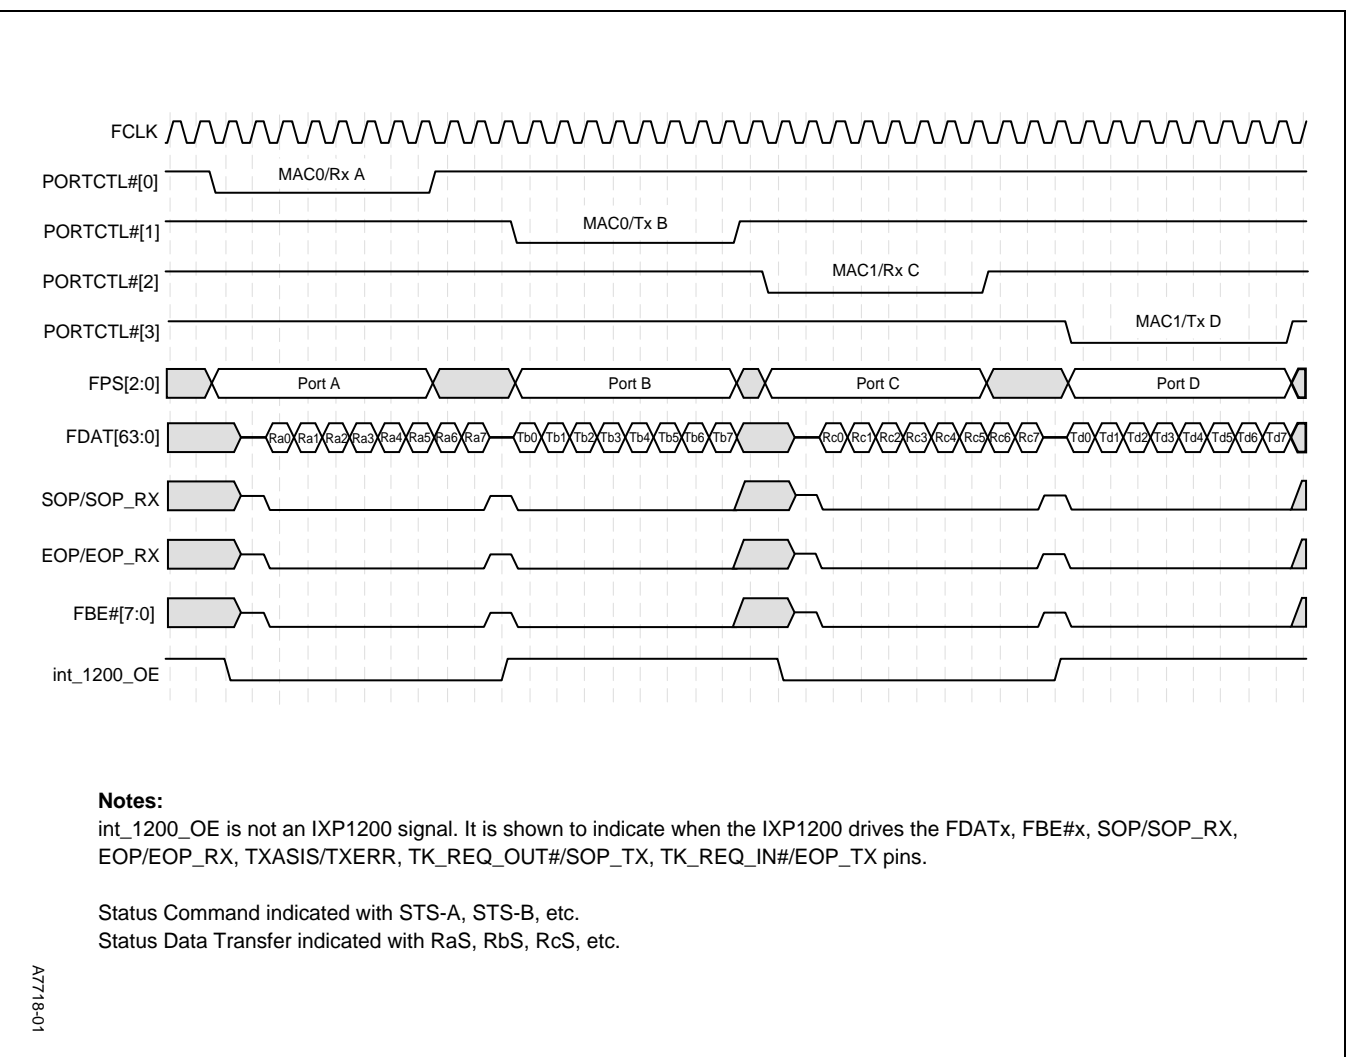 FCLK
PORTCTL#[0] MAC0/Rx A
PORTCTL#[1] MAC0/Tx B
PORTCTL#[2] MAC1/Rx C
PORTCTL#[3] MAC1/Tx D
FPS[2:0] Port A Port B Port C Port D
FDAT[63:0] Ra0 Ra1 Ra2 Ra3 Ra4 Ra5 Ra6 Ra7 Tb0 Tb1 Tb2 Tb3 Tb4 Tb5 Tb6 Tb7 Rc0 Rc1 Rc2 Rc3 Rc4 Rc5 Rc6 Rc7 Td0 Td1 Td2 Td3 Td4 Td5 Td6 Td7
SOP/SOP_RX
EOP/EOP_RX
FBE#[7:0]
int_1200_OE
Notes:
int_1200_OE is not an IXP1200 signal. It is shown to indicate when the IXP1200 drives the FDATx, FBE#x, SOP/SOP_RX,
EOP/EOP_RX, TXASIS/TXERR, TK_REQ_OUT#/SOP_TX, TK_REQ_IN#/EOP_TX pins.
Status Command indicated with STS-A, STS-B, etc.
Status Data Transfer indicated with RaS, RbS, RcS, etc.
A7718-01